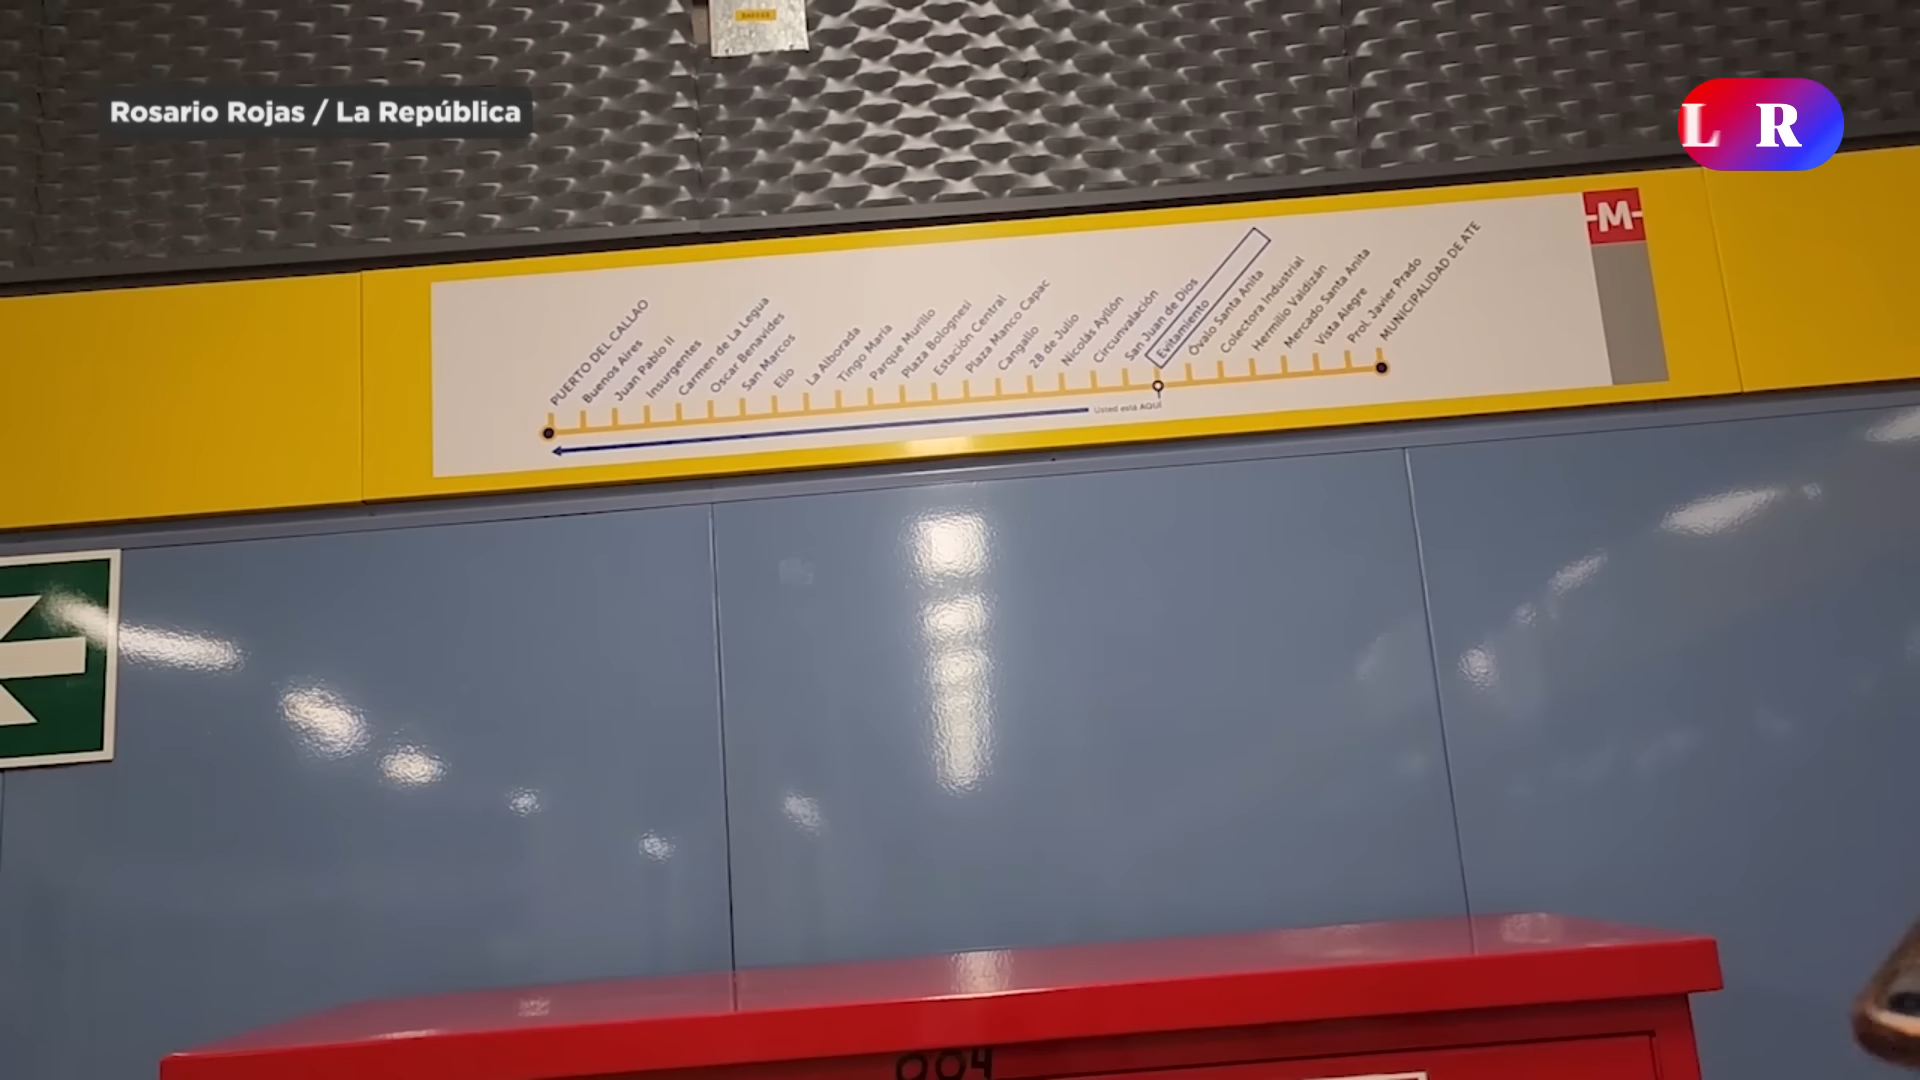 Rosario Rojas / La República
L R
M
PUERTO DEL CALLAO
Buenos Aires
Juan Pablo II
Insurgentes
Carmen de La Legua
Oscar Benavides
San Marcos
Elio
La Alborada
Tingo María
Parque Murillo
Plaza Bolognesi
Estación Central
Plaza Manco Capac
Cangallo
28 de Julio
Nicolás Ayllón
Circunvalación
San Juan de Dios
Evitamiento
Óvalo Santa Anita
Colectora Industrial
Hermilio Valdizán
Mercado Santa Anita
Vista Alegre
Prol. Javier Prado
MUNICIPALIDAD DE ATE
Usted está AQUÍ
004